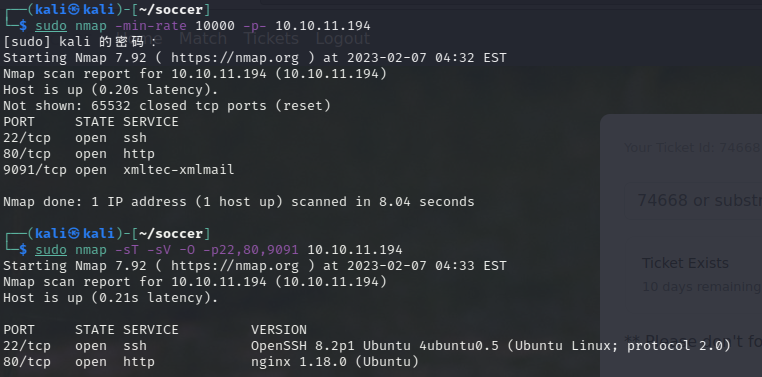 ┌──(kali㉿kali)-[~/soccer]
└─$ sudo nmap -min-rate 10000 -p- 10.10.11.194
[sudo] kali 的密码：
Match Tickets Logout
Starting Nmap 7.92 ( https://nmap.org ) at 2023-02-07 04:32 EST
Nmap scan report for 10.10.11.194 (10.10.11.194)
Host is up (0.20s latency).
Not shown: 65532 closed tcp ports (reset)
PORT     STATE SERVICE
22/tcp   open  ssh
80/tcp   open  http
9091/tcp open  xmltec-xmlmail
Your Ticket Id: 74668
74668 or substr
Nmap done: 1 IP address (1 host up) scanned in 8.04 seconds
┌──(kali㉿kali)-[~/soccer]
└─$ sudo nmap -sT -sV -O -p22,80,9091 10.10.11.194
Starting Nmap 7.92 ( https://nmap.org ) at 2023-02-07 04:33 EST
Ticket Exists
Nmap scan report for 10.10.11.194 (10.10.11.194)
10 days remaining
Host is up (0.21s latency).
PORT     STATE SERVICE         VERSION
22/tcp   open  ssh             OpenSSH 8.2p1 Ubuntu 4ubuntu0.5 (Ubuntu Linux; protocol 2.0)
80/tcp   open  http            nginx 1.18.0 (Ubuntu)